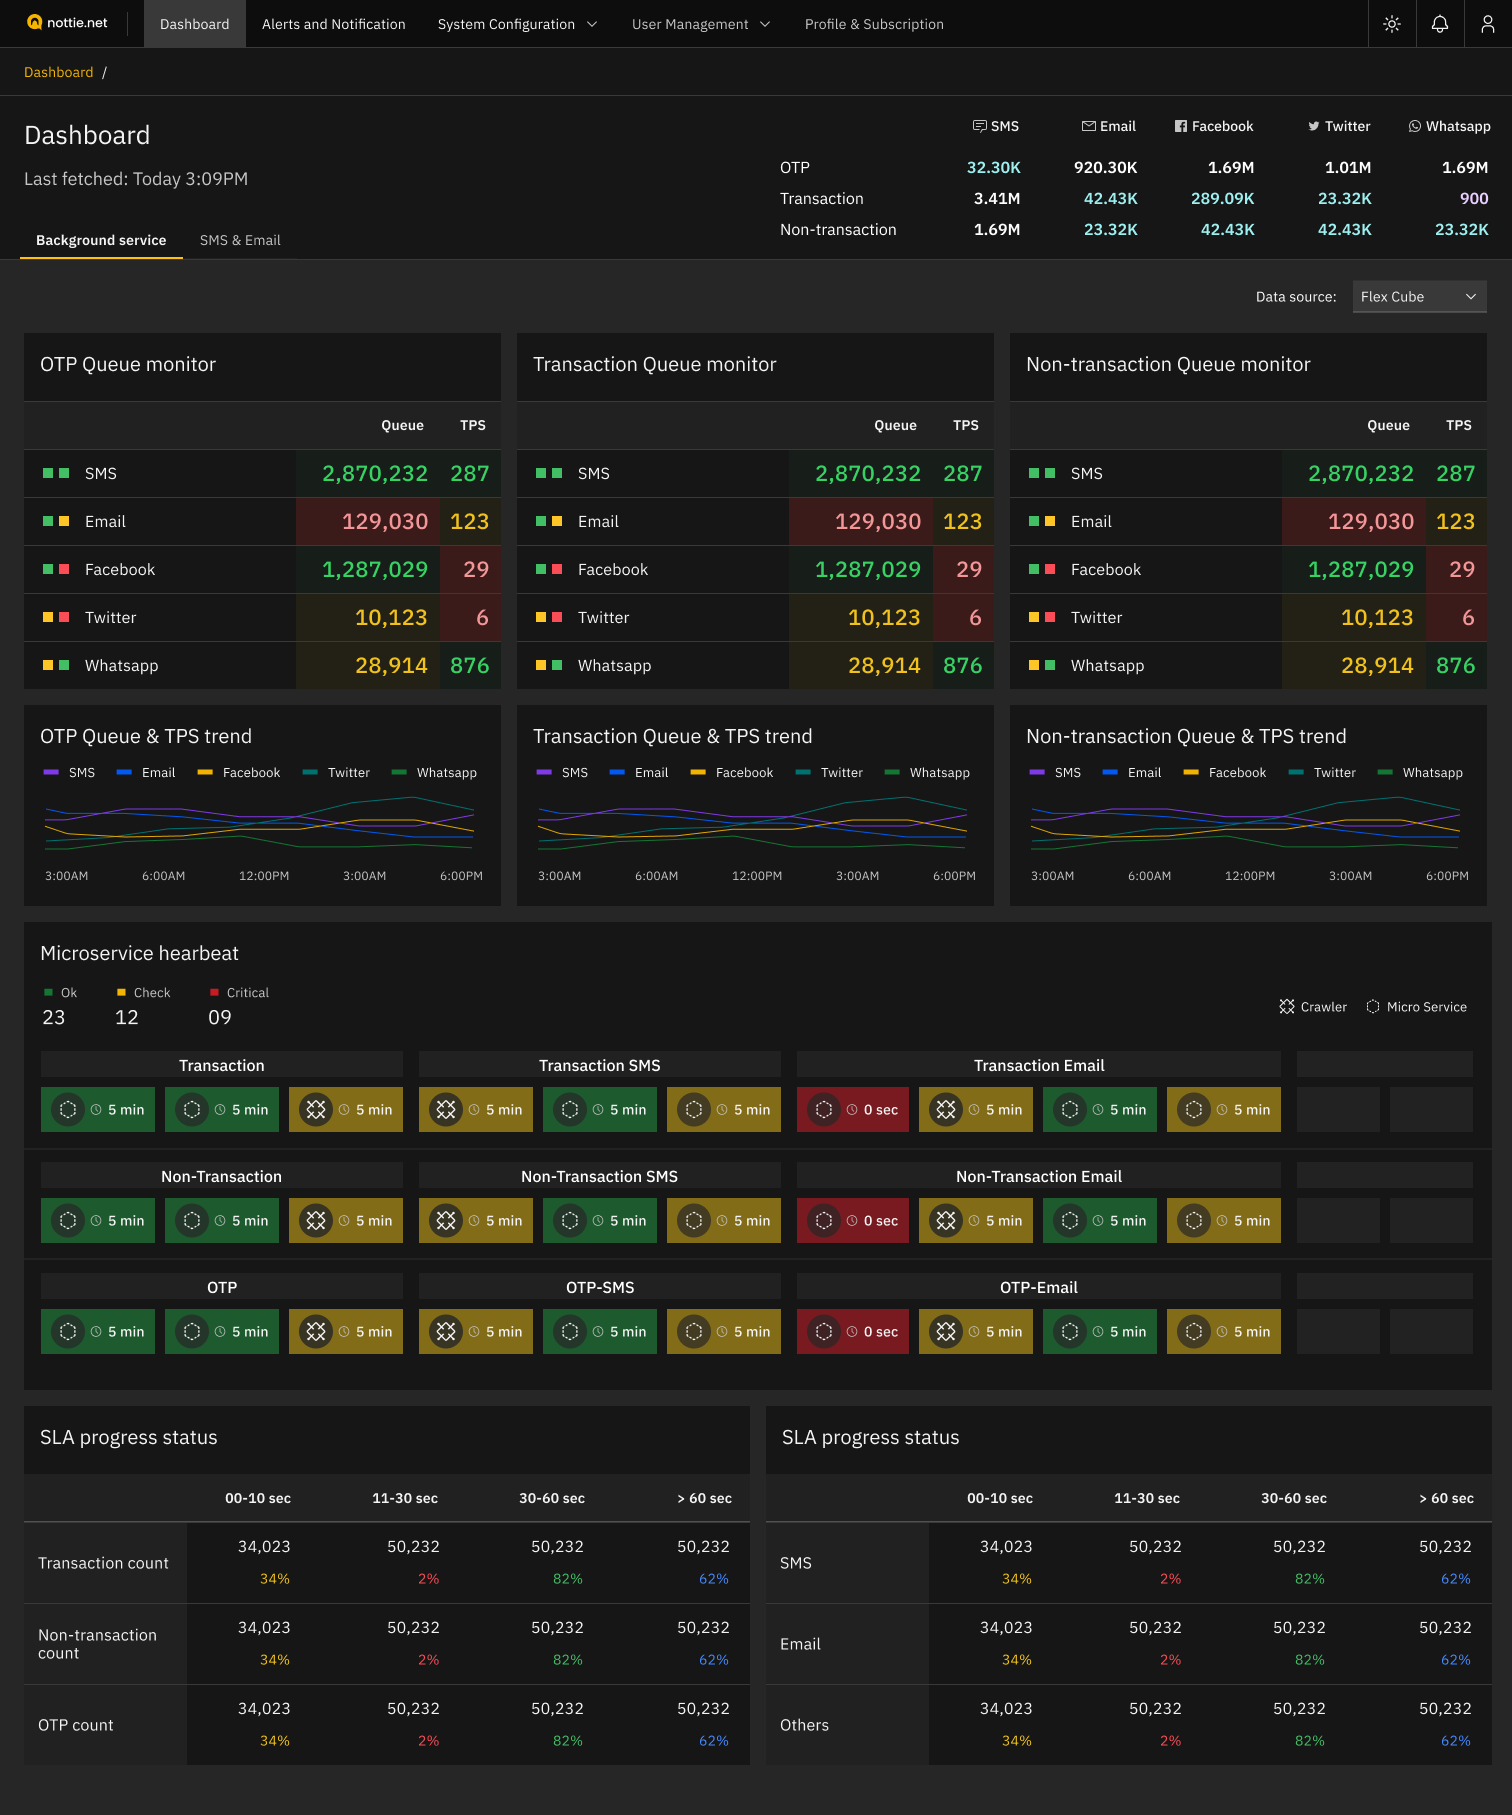 nottie.net Dashboard Alerts and Notification System Configuration User Management Profile & Subscription
Dashboard /
Dashboard
Last fetched: Today 3:09PM
SMS Email Facebook Twitter Whatsapp
OTP 32.30K 920.30K 1.69M 1.01M 1.69M
Transaction 3.41M 42.43K 289.09K 23.32K 900
Non-transaction 1.69M 23.32K 42.43K 42.43K 23.32K
Background service SMS & Email
Data source: Flex Cube
OTP Queue monitor
Queue TPS
SMS 2,870,232 287
Email 129,030 123
Facebook 1,287,029 29
Twitter 10,123 6
Whatsapp 28,914 876
Transaction Queue monitor
Queue TPS
SMS 2,870,232 287
Email 129,030 123
Facebook 1,287,029 29
Twitter 10,123 6
Whatsapp 28,914 876
Non-transaction Queue monitor
Queue TPS
SMS 2,870,232 287
Email 129,030 123
Facebook 1,287,029 29
Twitter 10,123 6
Whatsapp 28,914 876
OTP Queue & TPS trend
SMS Email Facebook Twitter Whatsapp
3:00AM 6:00AM 12:00PM 3:00AM 6:00PM
Transaction Queue & TPS trend
SMS Email Facebook Twitter Whatsapp
3:00AM 6:00AM 12:00PM 3:00AM 6:00PM
Non-transaction Queue & TPS trend
SMS Email Facebook Twitter Whatsapp
3:00AM 6:00AM 12:00PM 3:00AM 6:00PM
Microservice hearbeat
Ok Check Critical
23 12 09
Crawler Micro Service
Transaction Transaction SMS Transaction Email
5 min 5 min 5 min 5 min 5 min 5 min 0 sec 5 min 5 min 5 min
Non-Transaction Non-Transaction SMS Non-Transaction Email
5 min 5 min 5 min 5 min 5 min 5 min 0 sec 5 min 5 min 5 min
OTP OTP-SMS OTP-Email
5 min 5 min 5 min 5 min 5 min 5 min 0 sec 5 min 5 min 5 min
SLA progress status
00-10 sec 11-30 sec 30-60 sec > 60 sec
Transaction count
34,023 50,232 50,232 50,232
34% 2% 82% 62%
Non-transaction
count
34,023 50,232 50,232 50,232
34% 2% 82% 62%
OTP count
34,023 50,232 50,232 50,232
34% 2% 82% 62%
SLA progress status
00-10 sec 11-30 sec 30-60 sec > 60 sec
SMS
34,023 50,232 50,232 50,232
34% 2% 82% 62%
Email
34,023 50,232 50,232 50,232
34% 2% 82% 62%
Others
34,023 50,232 50,232 50,232
34% 2% 82% 62%